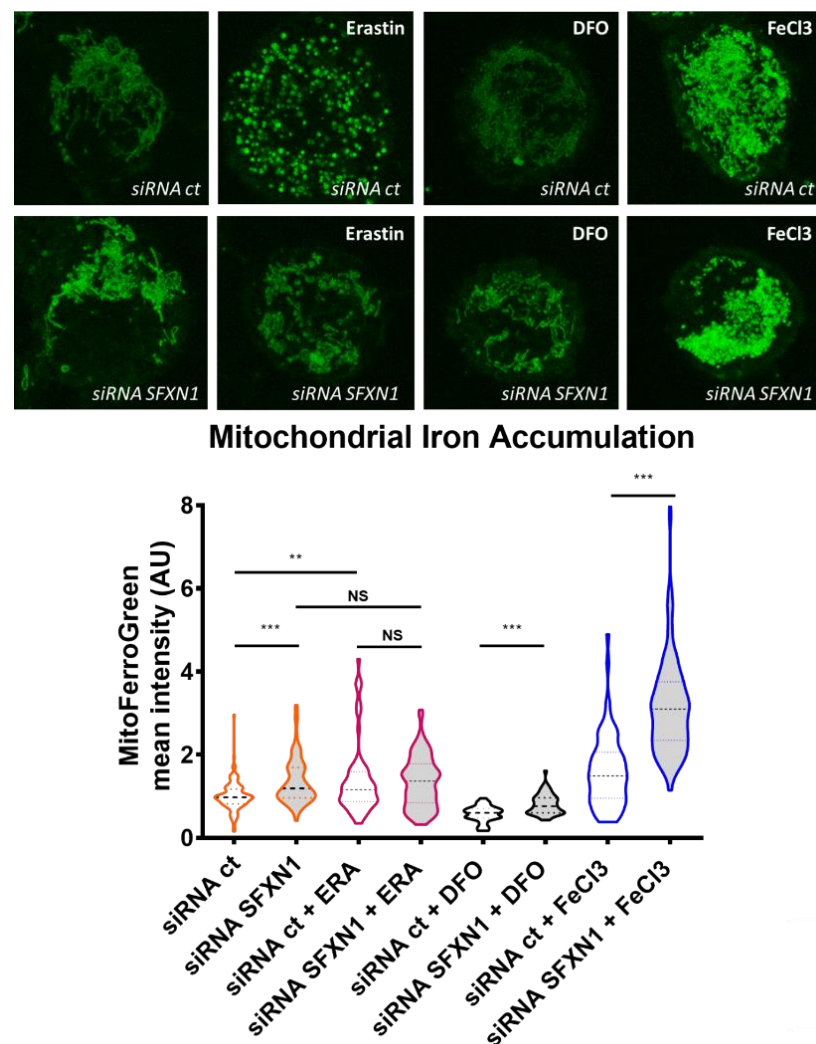 Erastin
DFO
FeCl3
siRNA ct
siRNA ct
siRNA ct
siRNA ct
Erastin
DFO
FeCl3
siRNA SFXN1
siRNA SFXN1
siRNA SFXN1
siRNA SFXN1
Mitochondrial Iron Accumulation
MitoFerroGreen
mean intensity (AU)
8
6
4
2
0
***
**
NS
***
NS
***
siRNA ct
siRNA SFXN1
siRNA ct + ERA
siRNA SFXN1 + ERA
siRNA ct + DFO
siRNA SFXN1 + DFO
siRNA ct + FeCl3
siRNA SFXN1 + FeCl3